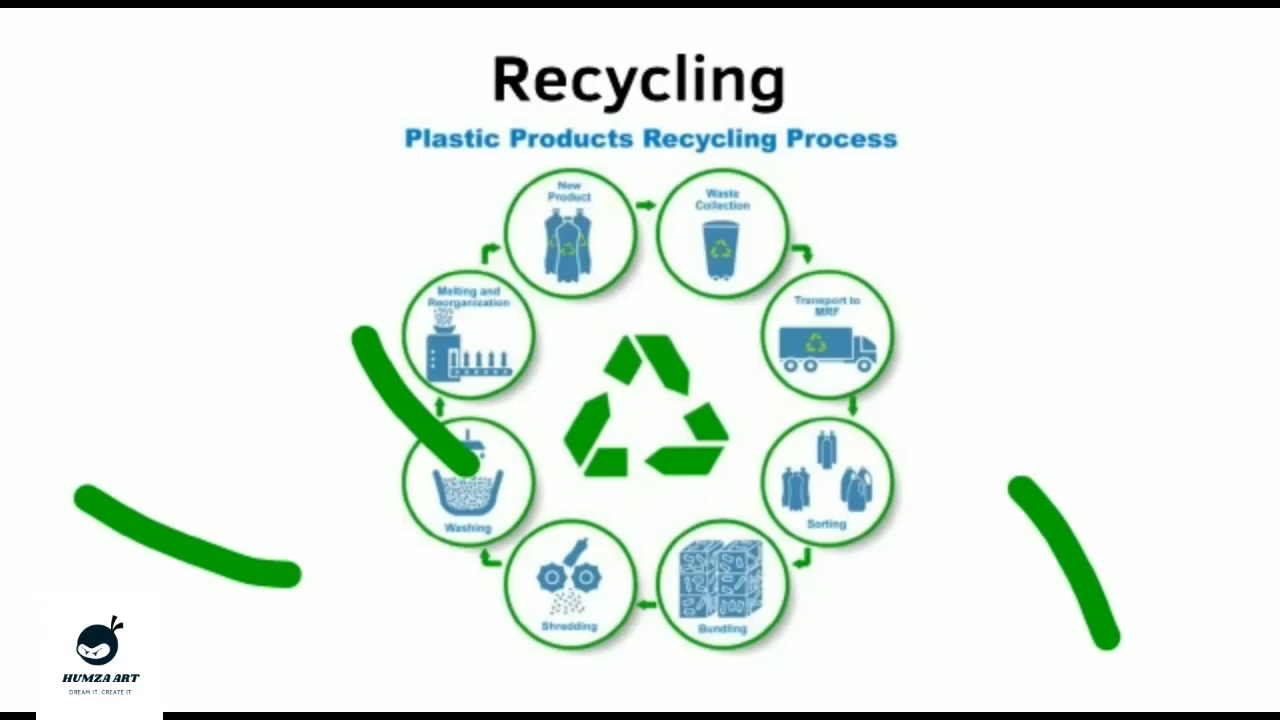 Recycling
Plastic Products Recycling Process
New
Product
Waste
Collection
Transport to
MRF
Sorting
Bundling
Shredding
Washing
Melting and
Reorganization
HUMZA ART
DREAM IT, CREATE IT